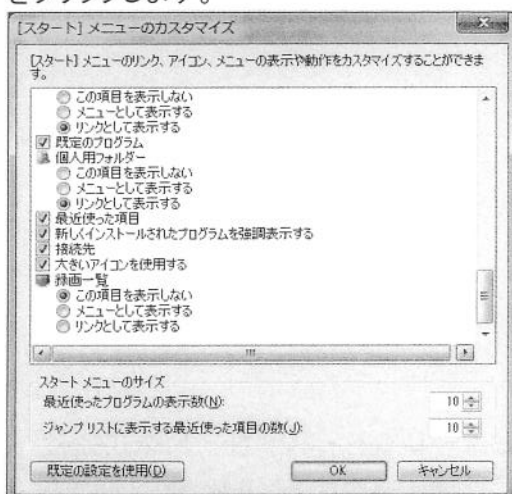 をクリックします。
[スタート] メニューのカスタマイズ
[スタート] メニューのリンク、アイコン、メニューの表示や動作をカスタマイズすることができま
す。
この項目を表示しない
メニューとして表示する
リンクとして表示する
既定のプログラム
個人用フォルダー
この項目を表示しない
メニューとして表示する
リンクとして表示する
最近使った項目
新しくインストールされたプログラムを強調表示する
接続先
大きいアイコンを使用する
録画一覧
この項目を表示しない
メニューとして表示する
リンクとして表示する
スタート メニューのサイズ
最近使ったプログラムの表示数(N):
10
ジャンプ リストに表示する最近使った項目の数(J):
10
既定の設定を使用(D)
OK
キャンセル